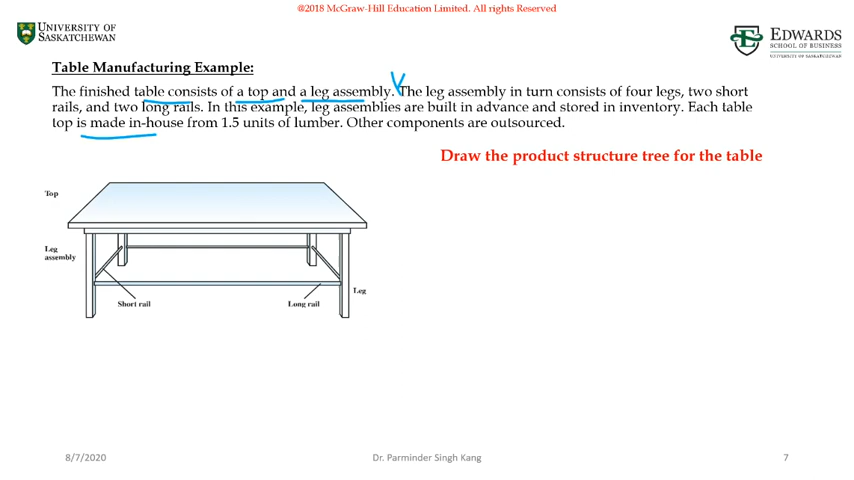 @2018 McGraw-Hill Education Limited. All rights Reserved
UNIVERSITY OF
SASKATCHEWAN
EDWARDS
SCHOOL OF BUSINESS
UNIVERSITY OF SASKATCHEWAN
Table Manufacturing Example:
The finished table consists of a top and a leg assembly. The leg assembly in turn consists of four legs, two short
rails, and two long rails. In this example, leg assemblies are built in advance and stored in inventory. Each table
top is made in-house from 1.5 units of lumber. Other components are outsourced.
Draw the product structure tree for the table
Top
Leg
assembly
Short rail
Long rail
Leg
8/7/2020
Dr. Parminder Singh Kang
7